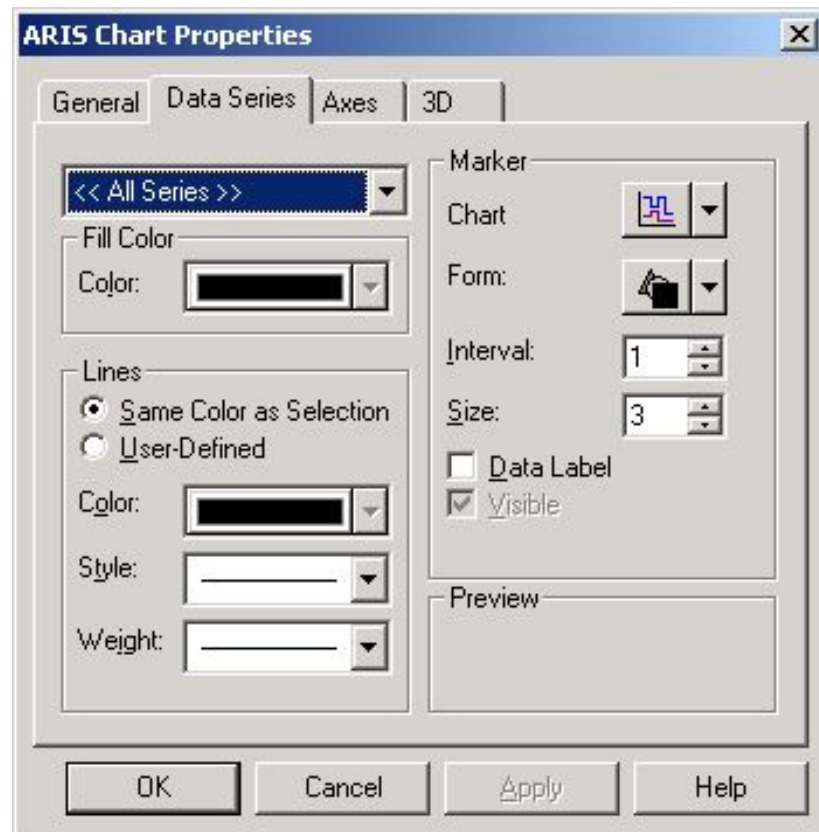 ARIS Chart Properties
General
Data Series
Axes
3D
<< All Series >>
Fill Color
Color:
Lines
Same Color as Selection
User-Defined
Color:
Style:
Weight:
Marker
Chart
Form:
Interval:
1
Size:
3
Data Label
Visible
Preview
OK
Cancel
Apply
Help